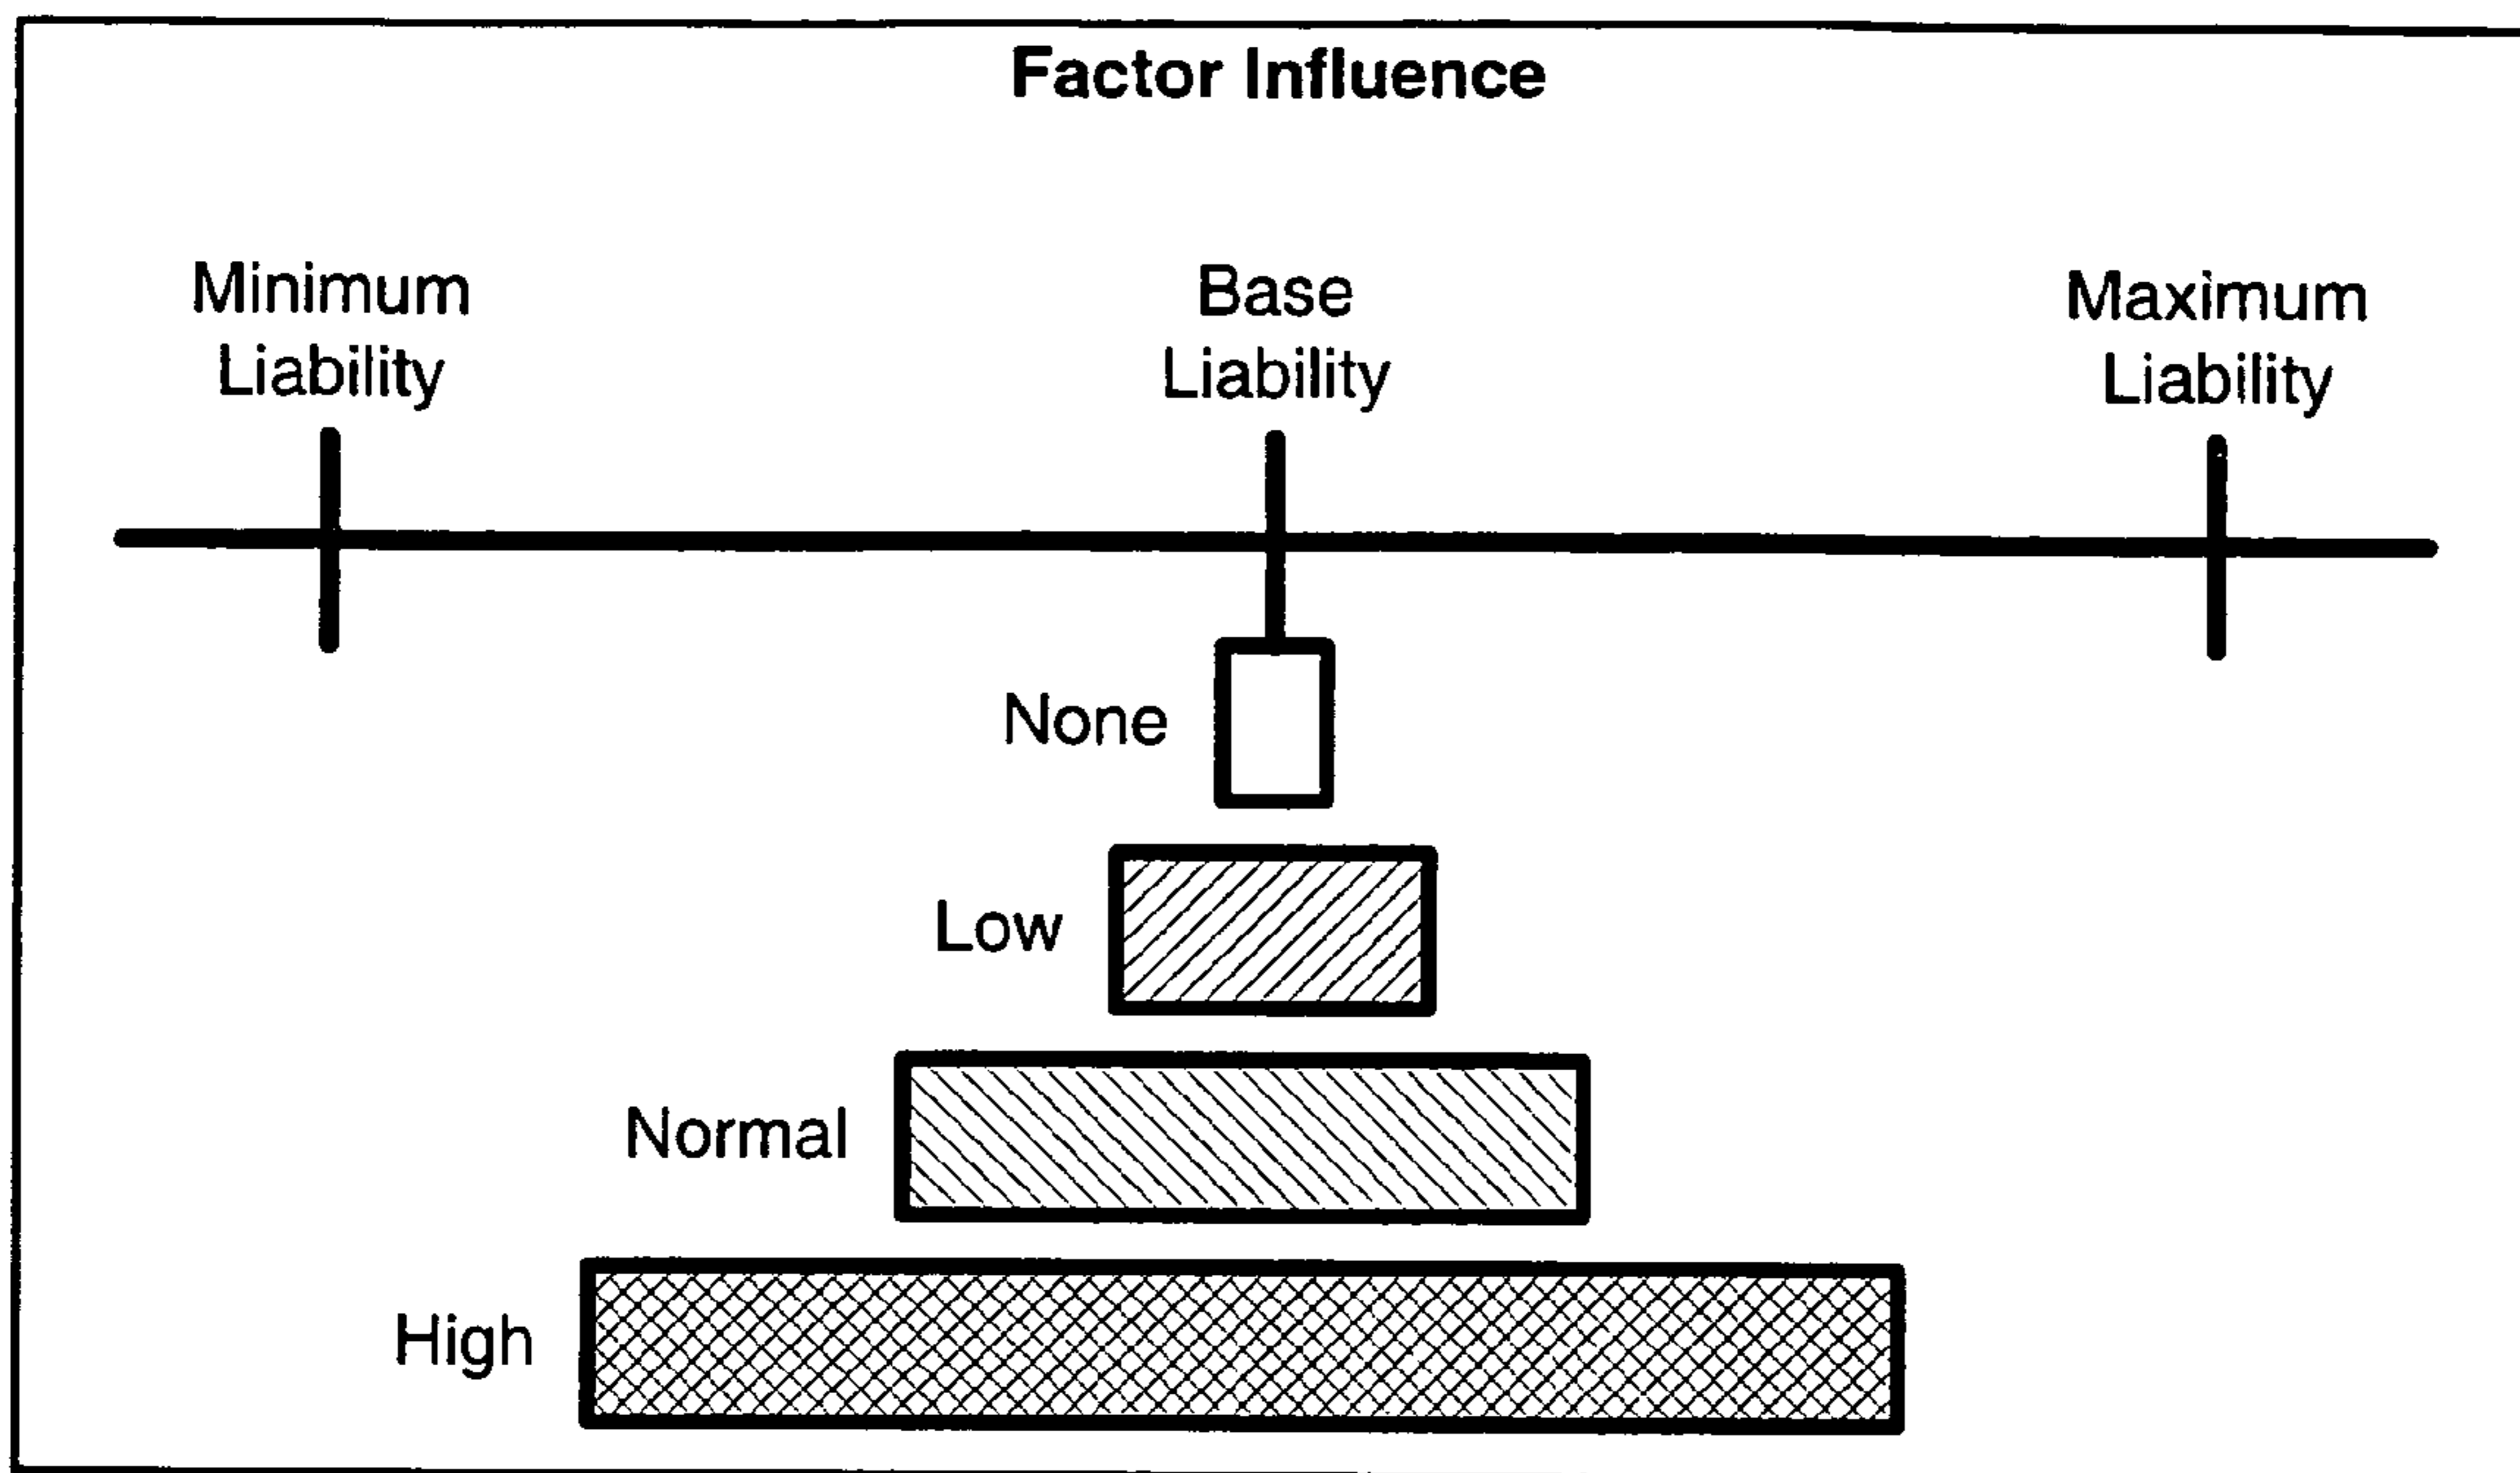 Factor Influence
Minimum
Liability
Base
Liability
Maximum
Liability
None
Low
Normal
High